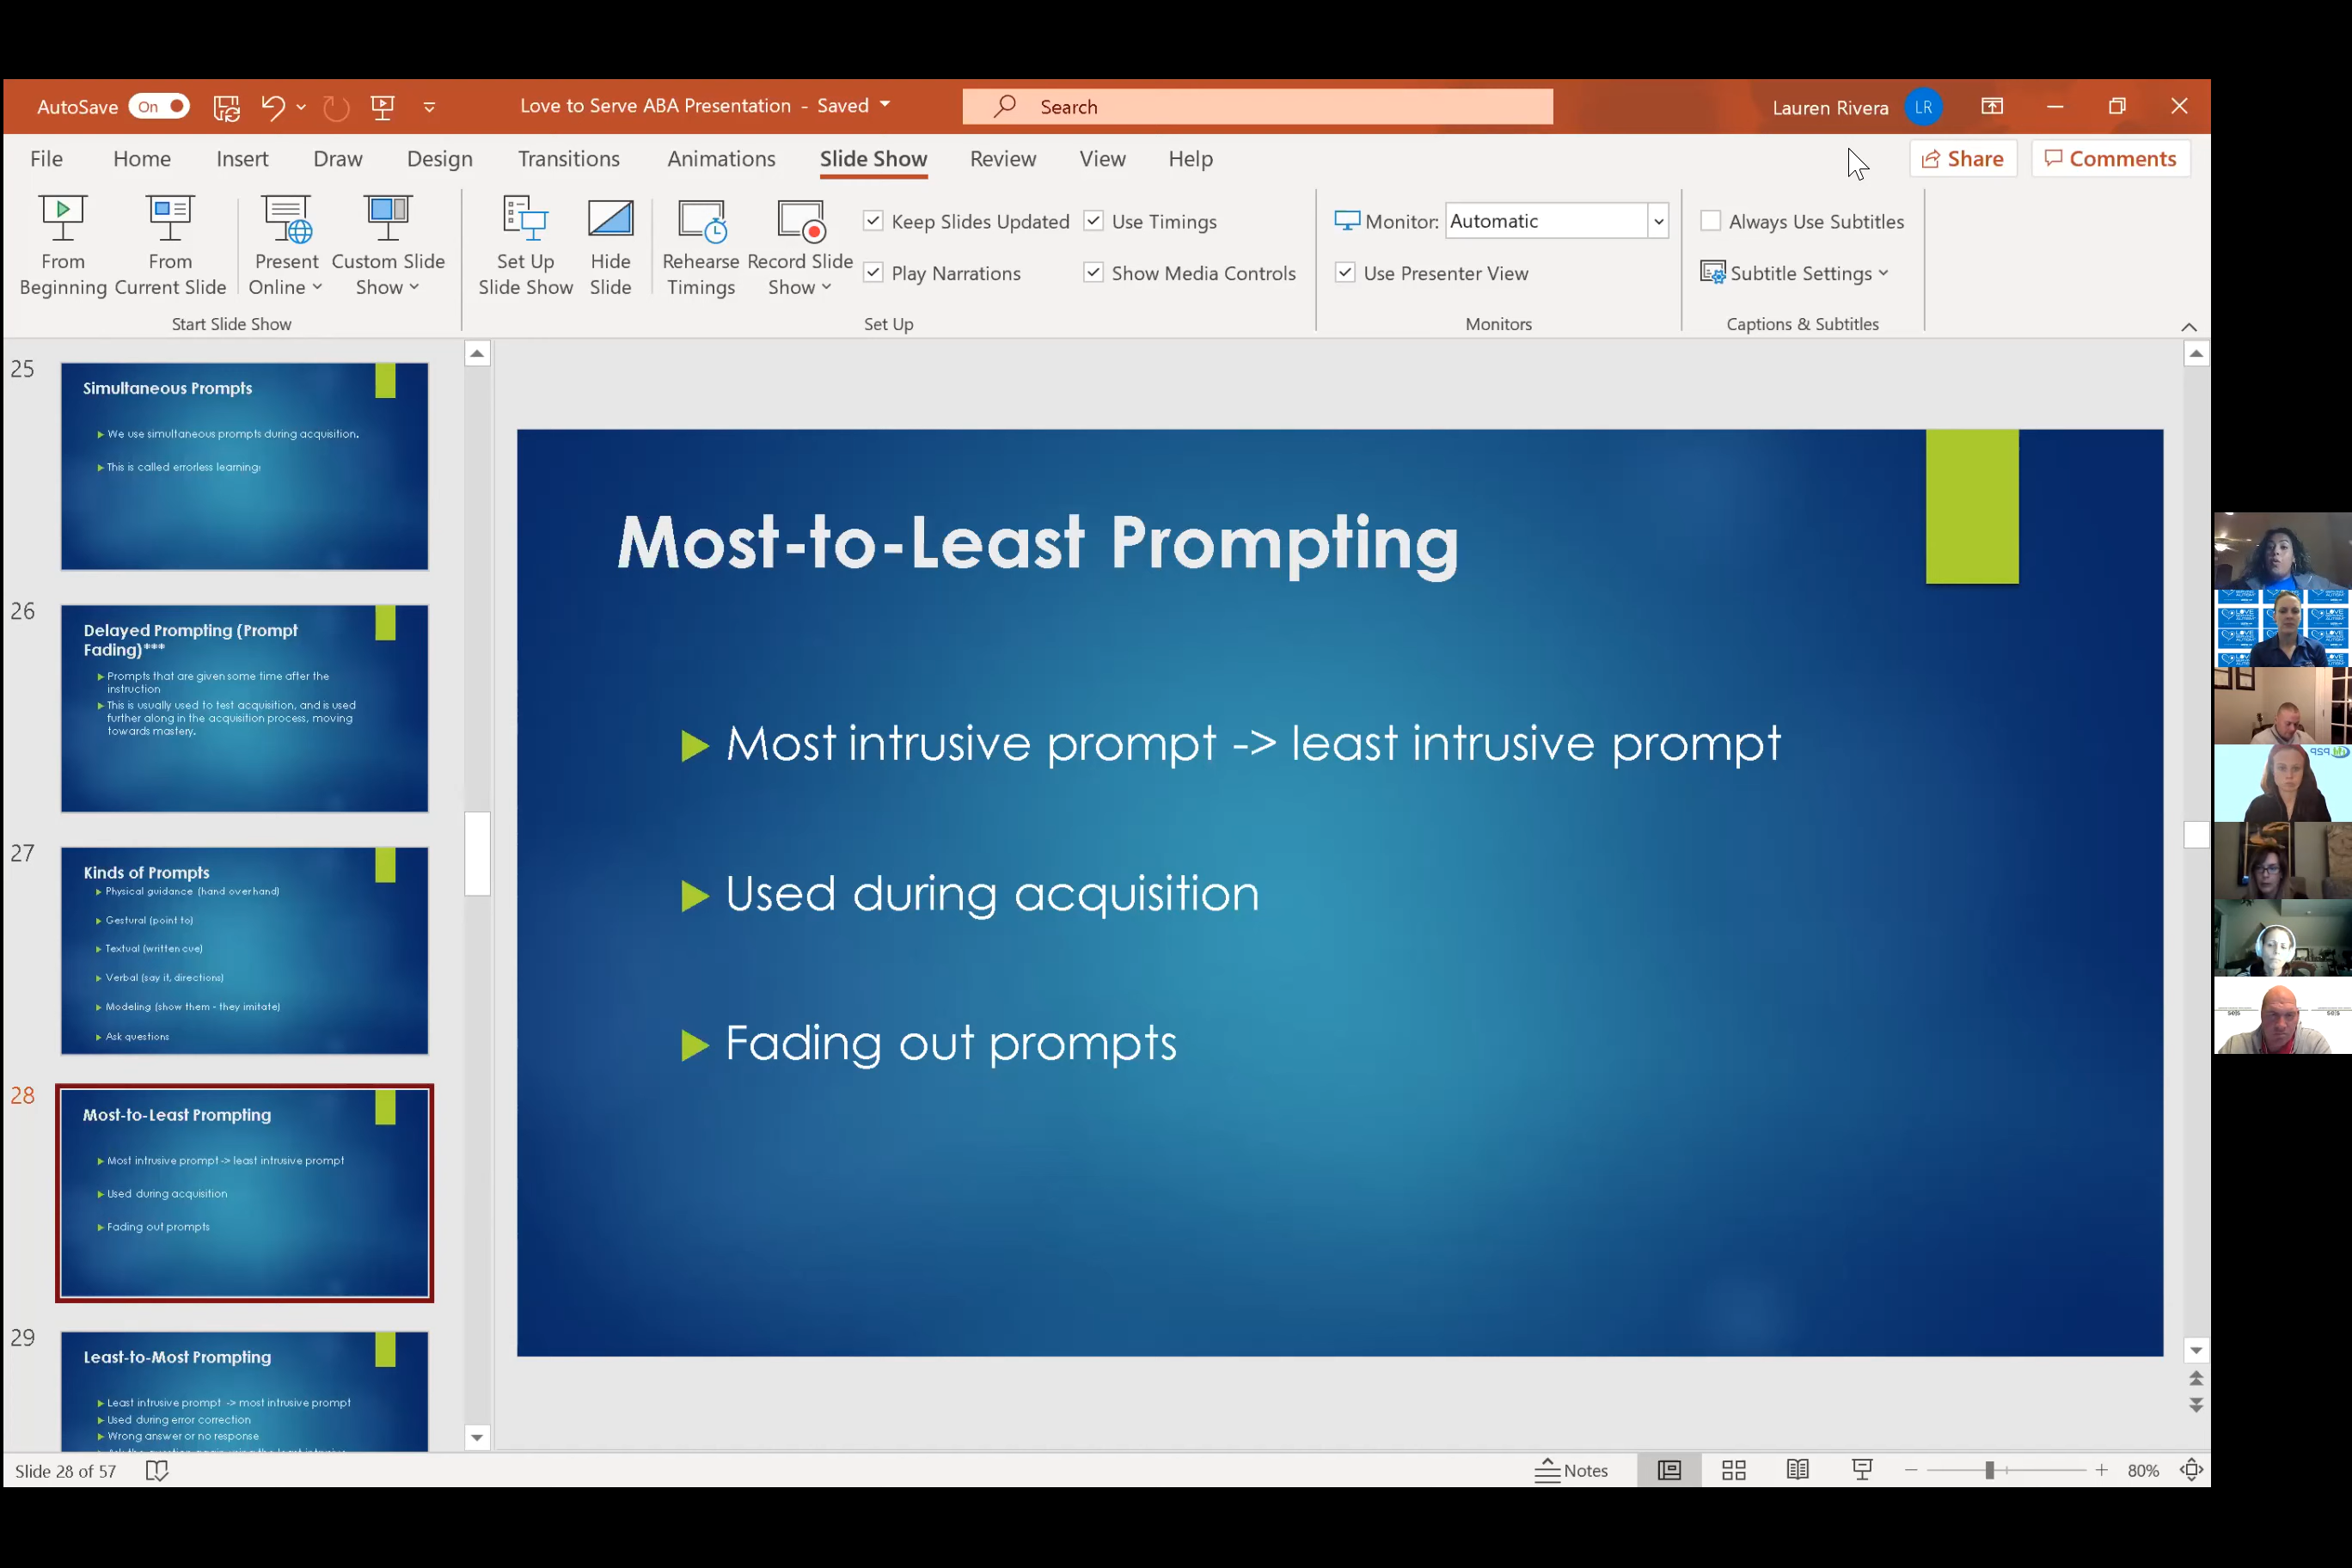 AutoSave On Love to Serve ABA Presentation - Saved Search Lauren Rivera LR
File Home Insert Draw Design Transitions Animations Slide Show Review View Help Share Comments
From Beginning
From Current Slide
Present Online
Custom Slide Show
Start Slide Show
Set Up Slide Show
Hide Slide
Rehearse Timings
Record Slide Show
Keep Slides Updated
Play Narrations
Use Timings
Show Media Controls
Set Up
Monitor: Automatic
Use Presenter View
Monitors
Always Use Subtitles
Subtitle Settings
Captions & Subtitles
25
Simultaneous Prompts
We use simultaneous prompts during acquisition.
This is called errorless learning!
26
Delayed Prompting (Prompt
Fading)***
Prompts that are given some time after the
instruction
This is usually used to test acquisition, and is used
further along in the acquisition process, moving
towards mastery.
27
Kinds of Prompts
Physical guidance (hand over hand)
Gestural (point to)
Textual (written cue)
Verbal (say it, directions)
Modeling (show them - they imitate)
Ask questions
28
Most-to-Least Prompting
Most intrusive prompt -> least intrusive prompt
Used during acquisition
Fading out prompts
29
Least-to-Most Prompting
Least intrusive prompt -> most intrusive prompt
Used during error correction
Wrong answer or no response
Most-to-Least Prompting
Most intrusive prompt -> least intrusive prompt
Used during acquisition
Fading out prompts
Slide 28 of 57
Notes
80%